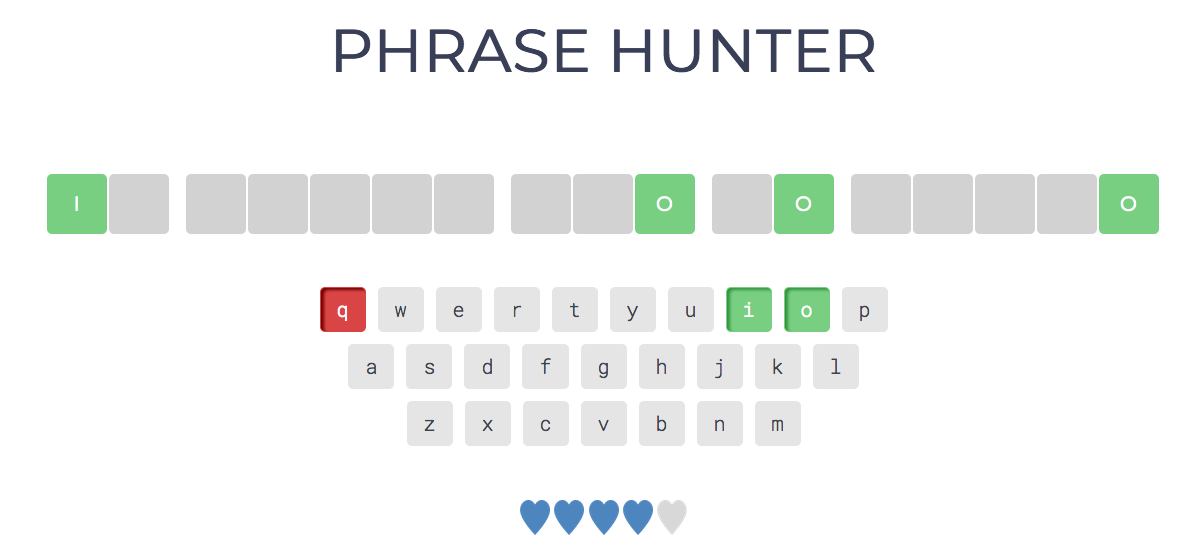 PHRASE HUNTER
I O O O
q w e r t y u i o p
a s d f g h j k l
z x c v b n m